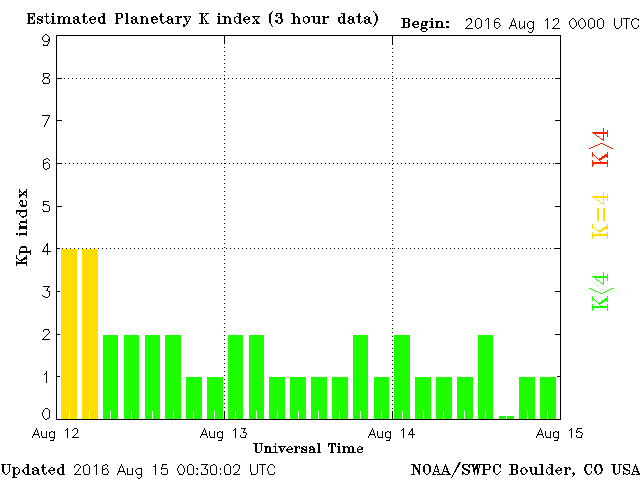 Estimated Planetary K index (3 hour data)
Begin: 2016 Aug 12 0000 UTC
9
8
7
6
5
4
3
2
1
0
Kp index
K>4
K=4
K<4
Aug 12
Aug 13
Aug 14
Aug 15
Universal Time
Updated 2016 Aug 15 00:30:02 UTC
NOAA/SWPC Boulder, CO USA